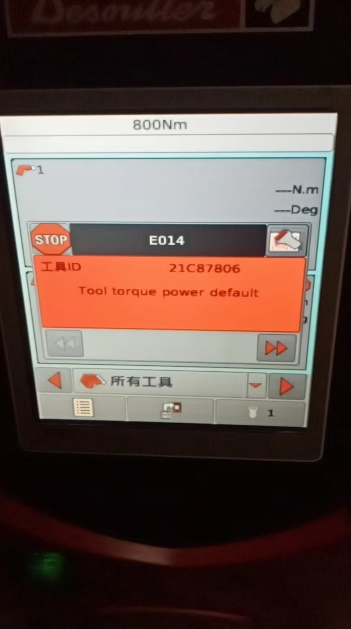 Desoutter
800Nm
1
---N.m
---Deg
STOP
E014
工具ID
21C87806
Tool torque power default
所有工具
1